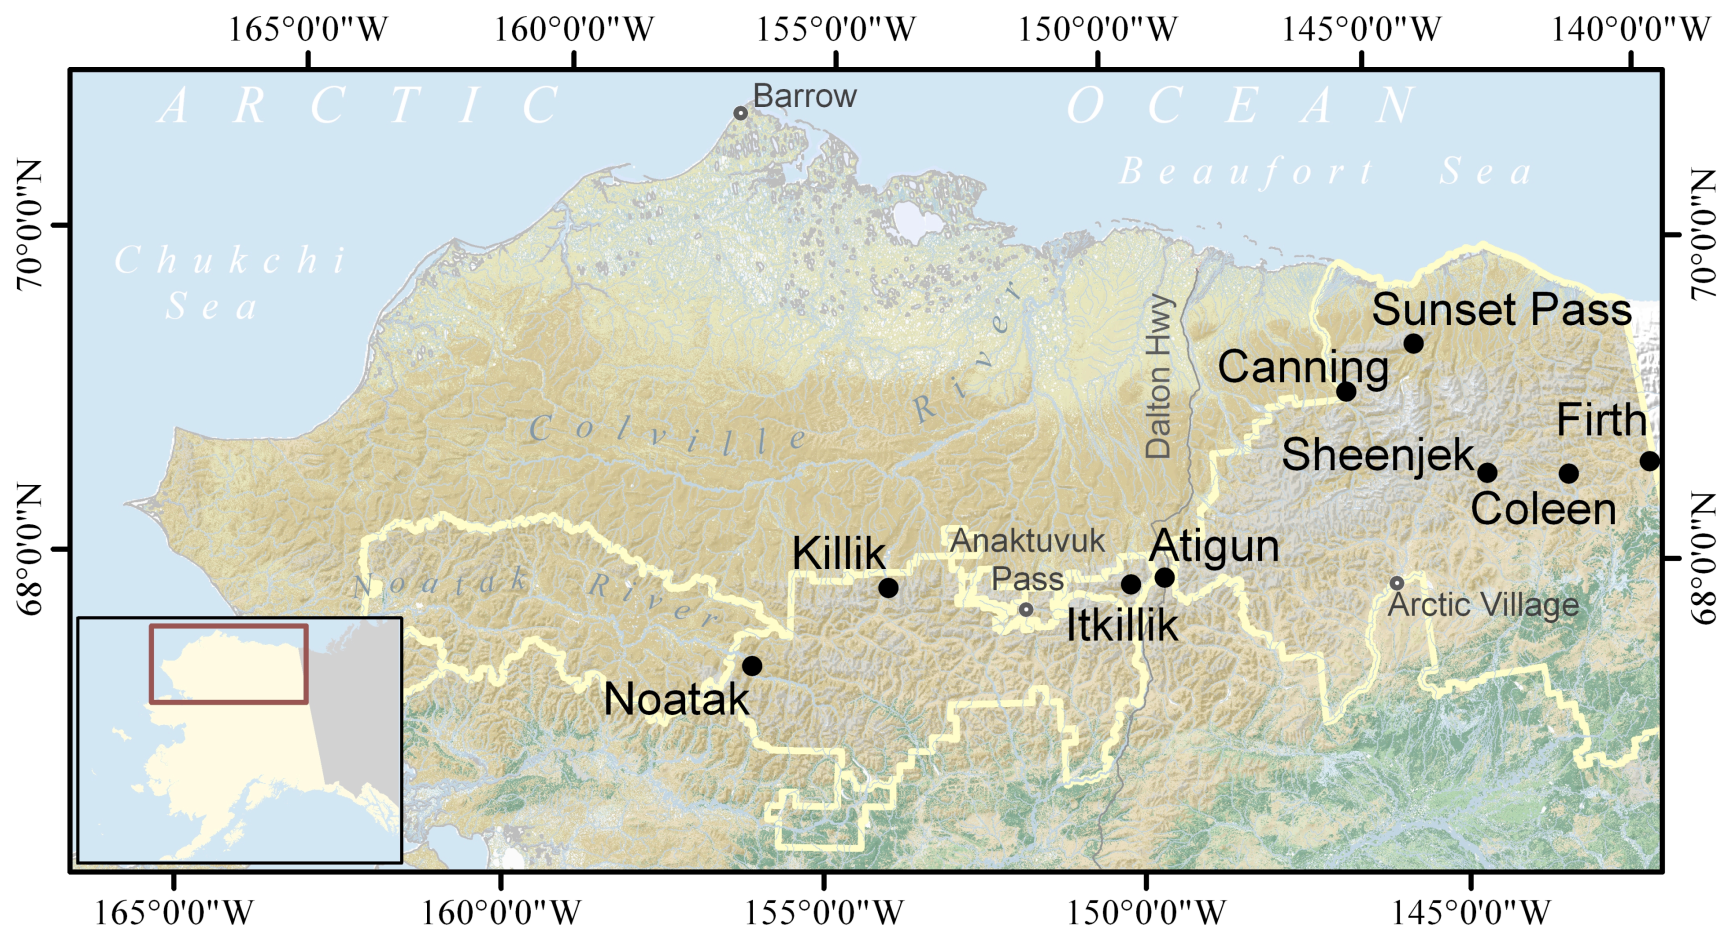 165°0'0"W 160°0'0"W 155°0'0"W 150°0'0"W 145°0'0"W 140°0'0"W
ARCTIC OCEAN
Barrow
Beaufort Sea
70°0'0"N
70°0'0"N
Chukchi
Sea
Sunset Pass
Canning
Dalton Hwy
Colville River
Firth
Sheenjek
Coleen
68°0'0"N
68°0'0"N
Killik
Anaktuvuk
Pass
Atigun
Noatak River
Itkillik
Arctic Village
Noatak
165°0'0"W 160°0'0"W 155°0'0"W 150°0'0"W 145°0'0"W